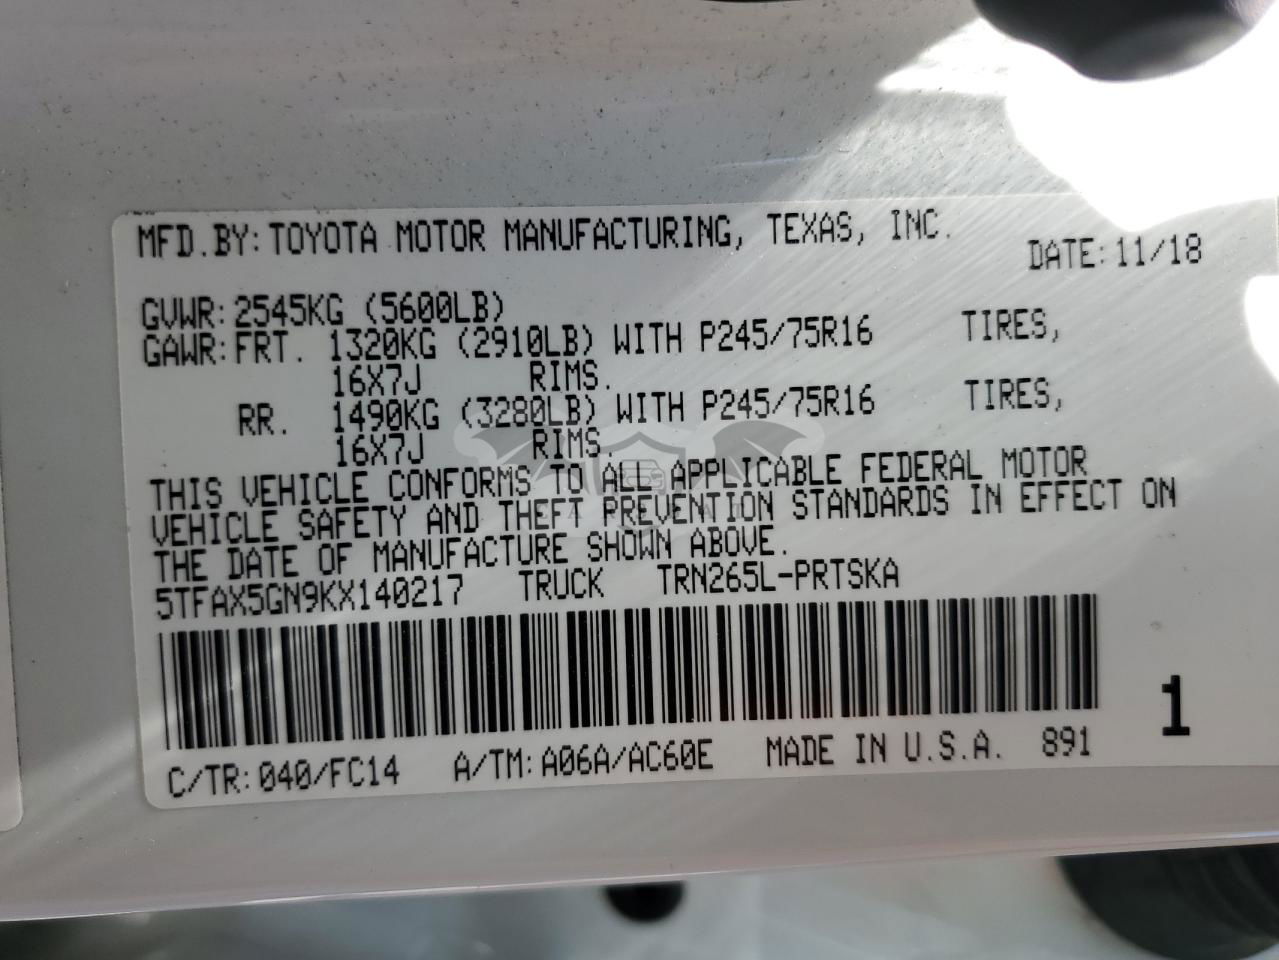 MFD.BY:TOYOTA MOTOR MANUFACTURING, TEXAS, INC.
DATE:11/18
GVWR:2545KG (5600LB)
GAWR:FRT. 1320KG (2910LB) WITH P245/75R16 TIRES,
16X7J RIMS.
RR. 1490KG (3280LB) WITH P245/75R16 TIRES,
16X7J RIMS.
THIS VEHICLE CONFORMS TO ALL APPLICABLE FEDERAL MOTOR
VEHICLE SAFETY AND THEFT PREVENTION STANDARDS IN EFFECT ON
THE DATE OF MANUFACTURE SHOWN ABOVE.
5TFAX5GN9KX140217 TRUCK TRN265L-PRTSKA
1
C/TR:040/FC14 A/TM:A06A/AC60E MADE IN U.S.A. 891